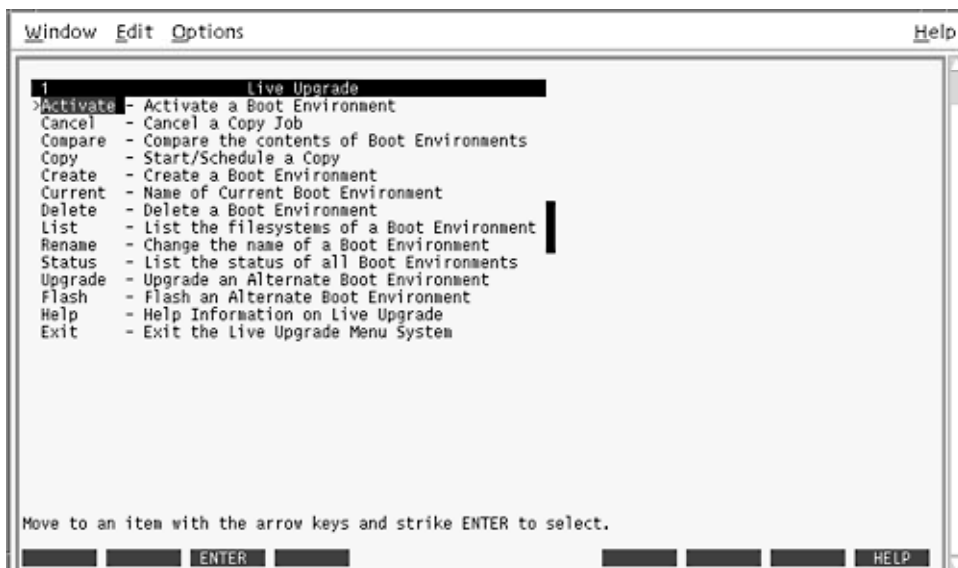 Window Edit Options Help
1 Live Upgrade
>Activate - Activate a Boot Environment
Cancel - Cancel a Copy Job
Compare - Compare the contents of Boot Environments
Copy - Start/Schedule a Copy
Create - Create a Boot Environment
Current - Name of Current Boot Environment
Delete - Delete a Boot Environment
List - List the filesystems of a Boot Environment
Rename - Change the name of a Boot Environment
Status - List the status of all Boot Environments
Upgrade - Upgrade an Alternate Boot Environment
Flash - Flash an Alternate Boot Environment
Help - Help Information on Live Upgrade
Exit - Exit the Live Upgrade Menu System
Move to an item with the arrow keys and strike ENTER to select.
ENTER HELP